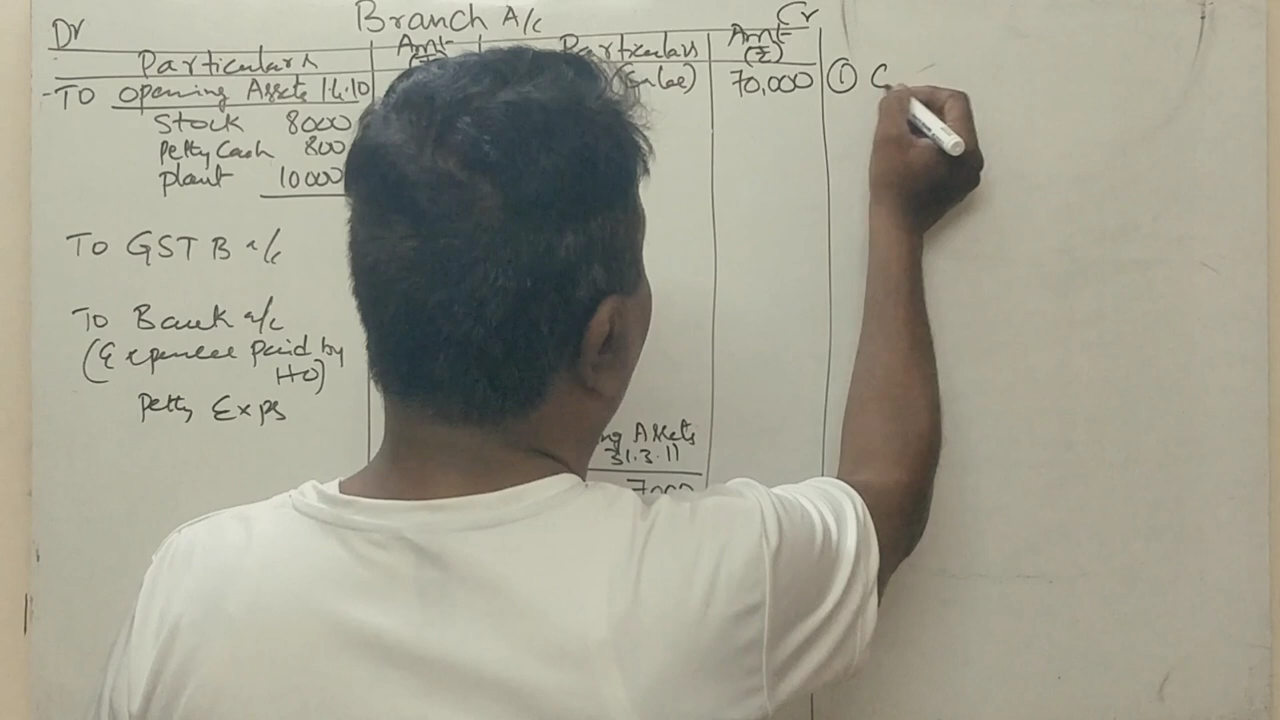 Dr Branch A/c Cr
Particulars Amt Particulars Amt (₹)
To Opening Assets 1.4.10 (Sales) 70,000 ① C
Stock 8000
Petty Cash 800
Plant 10000
To GST B a/c
To Bank a/c
(Expenses Paid by HO)
Petty Exps
Assets
31.3.11
7000